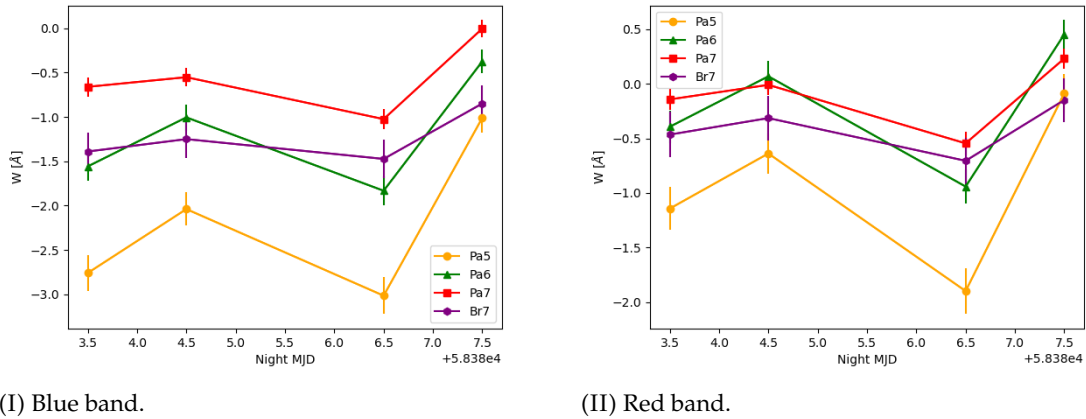 0.0
−0.5
−1.0
−1.5
−2.0
−2.5
−3.0
W [Å]
3.5 4.0 4.5 5.0 5.5 6.0 6.5 7.0 7.5
Night MJD
+5.838e4
Pa5
Pa6
Pa7
Br7
0.5
0.0
−0.5
−1.0
−1.5
−2.0
W [Å]
3.5 4.0 4.5 5.0 5.5 6.0 6.5 7.0 7.5
Night MJD
+5.838e4
Pa5
Pa6
Pa7
Br7
(I) Blue band.
(II) Red band.